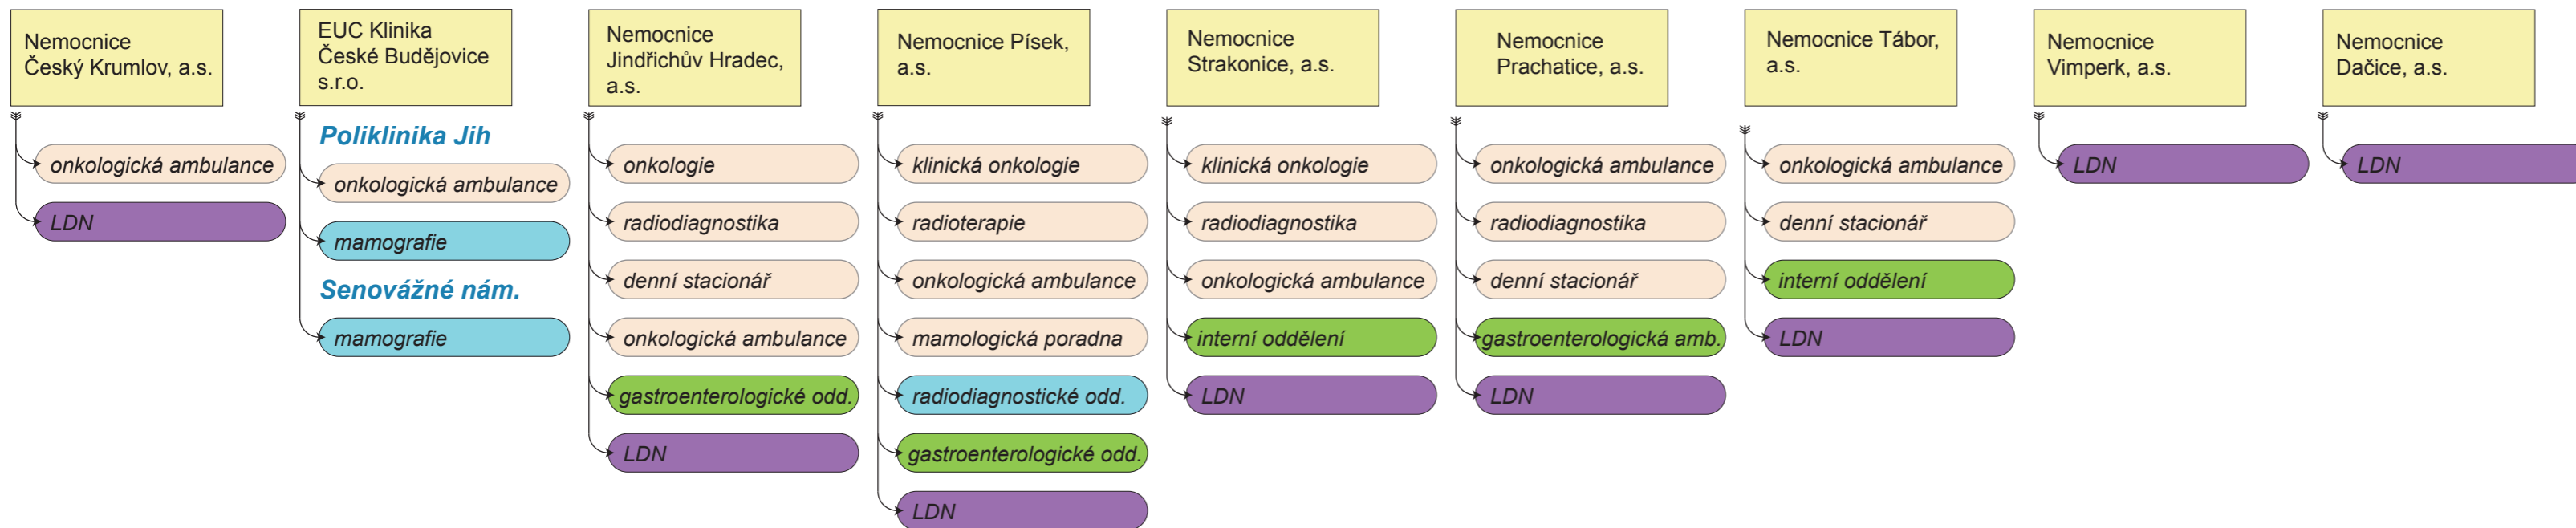 Nemocnice
Český Krumlov, a.s.
onkologická ambulance
LDN
EUC Klinika
České Budějovice
s.r.o.
Poliklinika Jih
onkologická ambulance
mamografie
Senovážné nám.
mamografie
Nemocnice
Jindřichův Hradec,
a.s.
onkologie
radiodiagnostika
denní stacionář
onkologická ambulance
gastroenterologické odd.
LDN
Nemocnice Písek,
a.s.
klinická onkologie
radioterapie
onkologická ambulance
mamologická poradna
radiodiagnostické odd.
gastroenterologické odd.
LDN
Nemocnice
Strakonice, a.s.
klinická onkologie
radiodiagnostika
onkologická ambulance
interní oddělení
LDN
Nemocnice
Prachatice, a.s.
onkologická ambulance
radiodiagnostika
denní stacionář
gastroenterologická amb.
LDN
Nemocnice Tábor,
a.s.
onkologická ambulance
denní stacionář
interní oddělení
LDN
Nemocnice
Vimperk, a.s.
LDN
Nemocnice
Dačice, a.s.
LDN